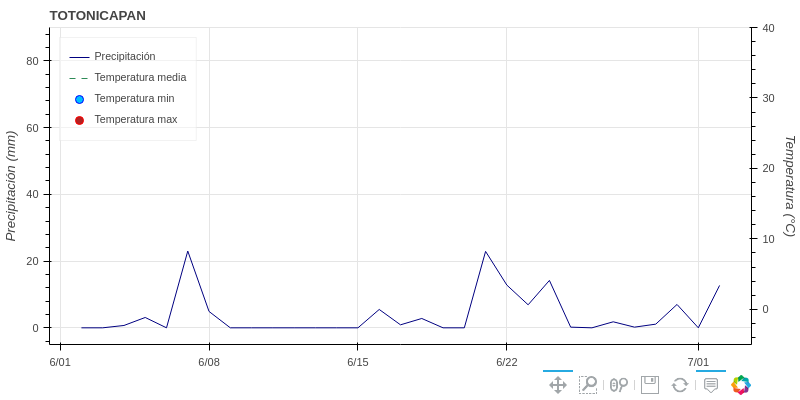 TOTONICAPAN
Precipitación
Temperatura media
Temperatura min
Temperatura max
Precipitación (mm)
80
60
40
20
0
Temperatura (°C)
40
30
20
10
0
6/01
6/08
6/15
6/22
7/01